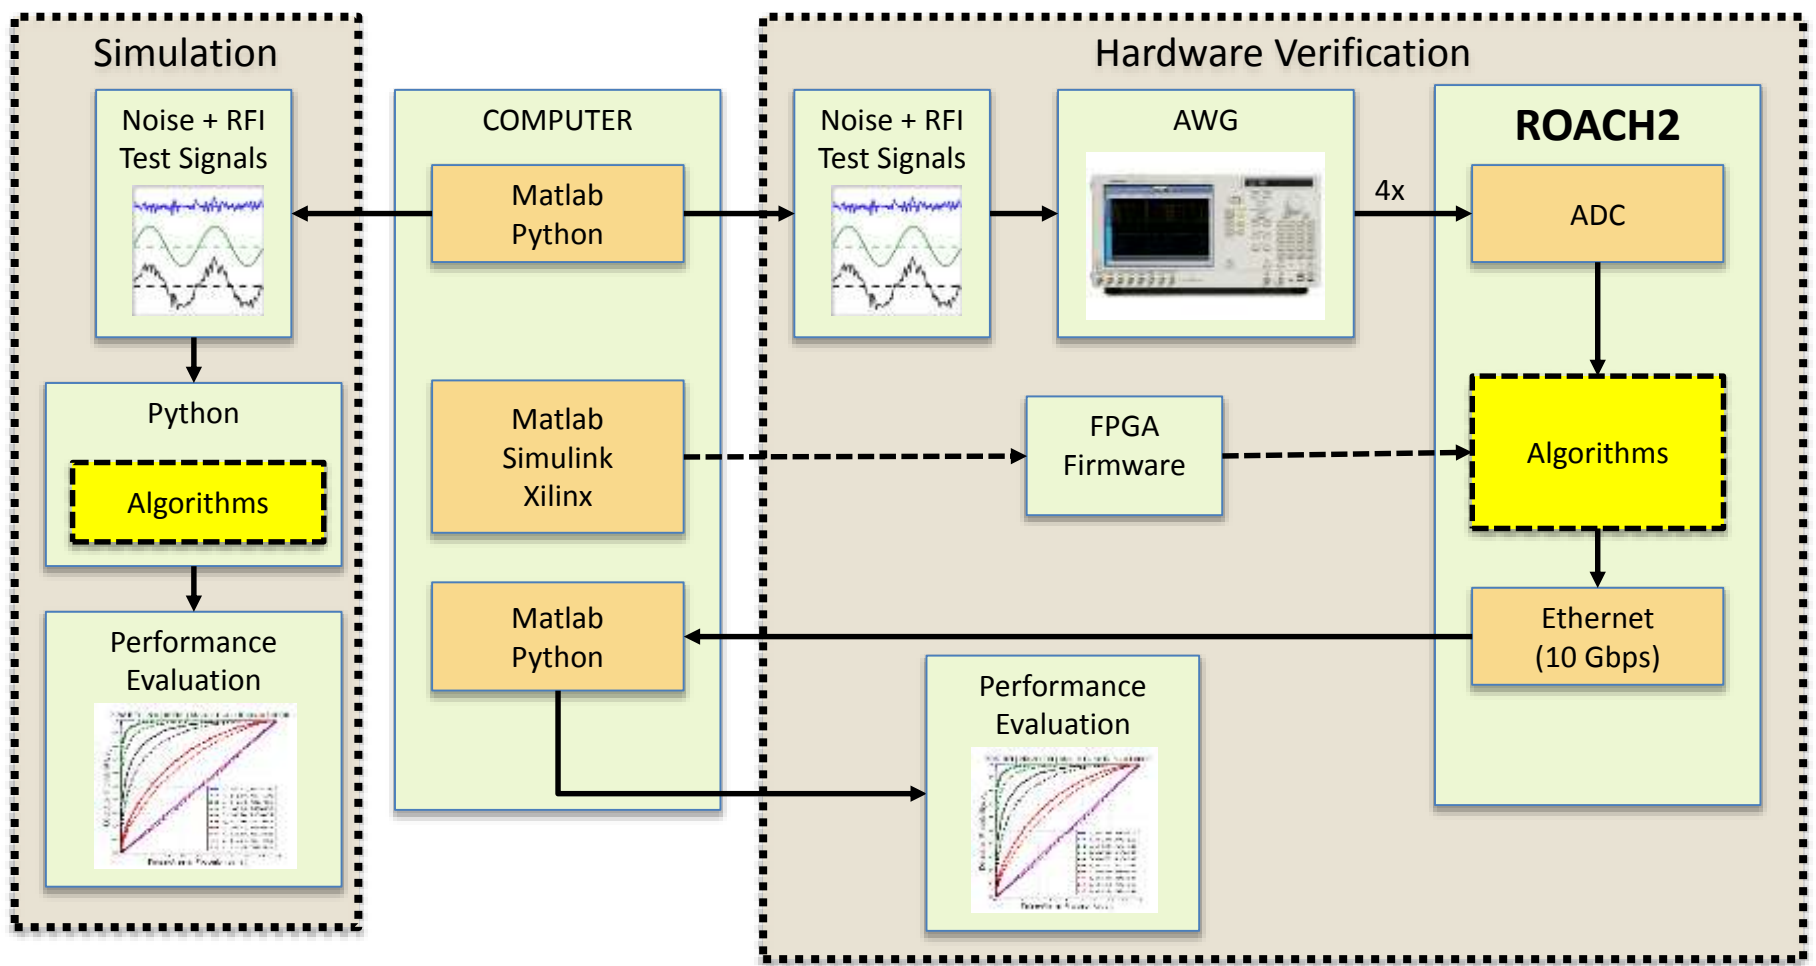 Simulation
Noise + RFI
Test Signals
Python
Algorithms
Performance
Evaluation
COMPUTER
Matlab
Python
Matlab
Simulink
Xilinx
Matlab
Python
Hardware Verification
Noise + RFI
Test Signals
AWG
4x
ROACH2
ADC
FPGA
Firmware
Algorithms
Ethernet
(10 Gbps)
Performance
Evaluation